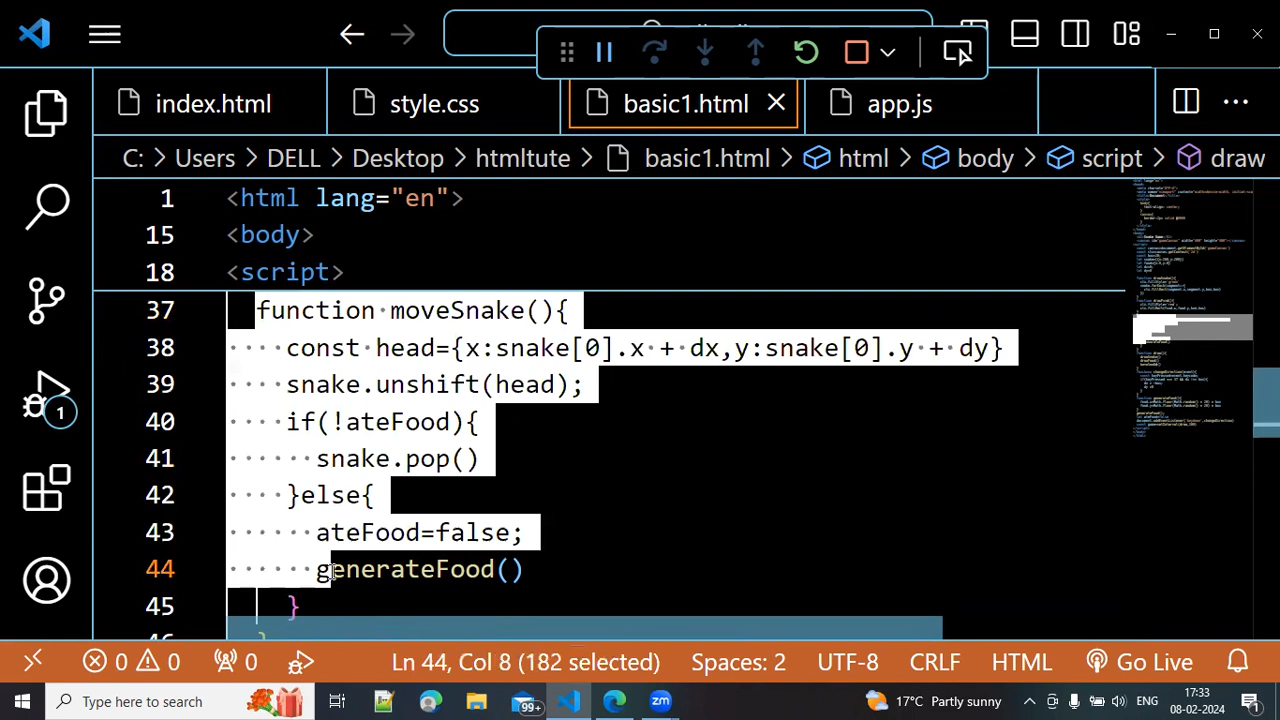 index.html
style.css
basic1.html
app.js
C: > Users > DELL > Desktop > htmltute > basic1.html > html > body > script > draw
1 <html lang="en">
15 <body>
18 <script>
37 function·moveSnake(){
38 ····const·head={x:snake[0].x·+·dx,y:snake[0].y·+·dy}
39 ····snake.unshift(head);
40 ····if(!ateFood){
41 ······snake.pop()
42 ····}else{
43 ······ateFood=false;
44 ······generateFood()
45 }
1
0 0 0 Ln 44, Col 8 (182 selected) Spaces: 2 UTF-8 CRLF HTML Go Live
Type here to search 99+ zm 17°C Partly sunny ENG 17:33
08-02-2024 1